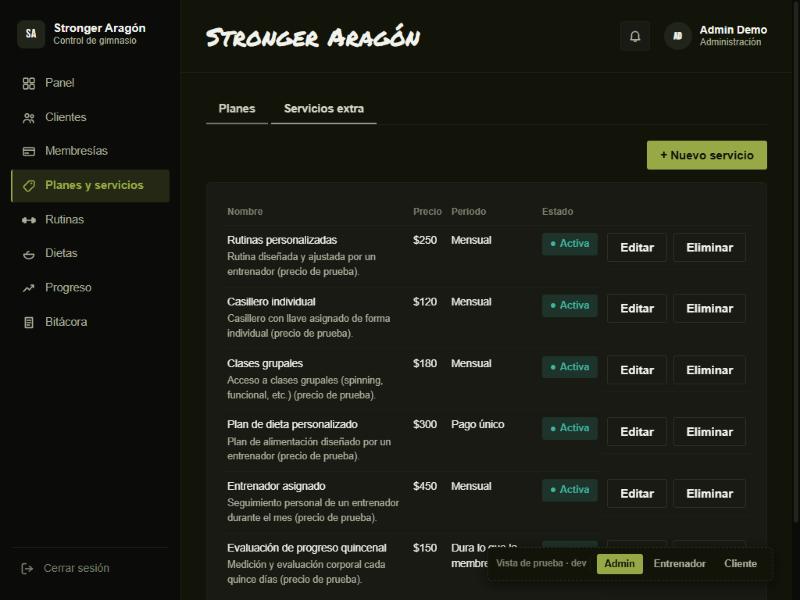 SA
Stronger Aragón
Control de gimnasio
Panel
Clientes
Membresías
Planes y servicios
Rutinas
Dietas
Progreso
Bitácora
Cerrar sesión
Stronger Aragón
AD
Admin Demo
Administración
Planes
Servicios extra
+ Nuevo servicio
Nombre Precio Periodo Estado
Rutinas personalizadas $250 Mensual Activa Editar Eliminar
Rutina diseñada y ajustada por un
entrenador (precio de prueba).
Casillero individual $120 Mensual Activa Editar Eliminar
Casillero con llave asignado de forma
individual (precio de prueba).
Clases grupales $180 Mensual Activa Editar Eliminar
Acceso a clases grupales (spinning,
funcional, etc.) (precio de prueba).
Plan de dieta personalizado $300 Pago único Activa Editar Eliminar
Plan de alimentación diseñado por un
entrenador (precio de prueba).
Entrenador asignado $450 Mensual Activa Editar Eliminar
Seguimiento personal de un entrenador
durante el mes (precio de prueba).
Evaluación de progreso quincenal $150 Dura lo que la
Medición y evaluación corporal cada
quince días (precio de prueba).
Vista de prueba · dev Admin Entrenador Cliente